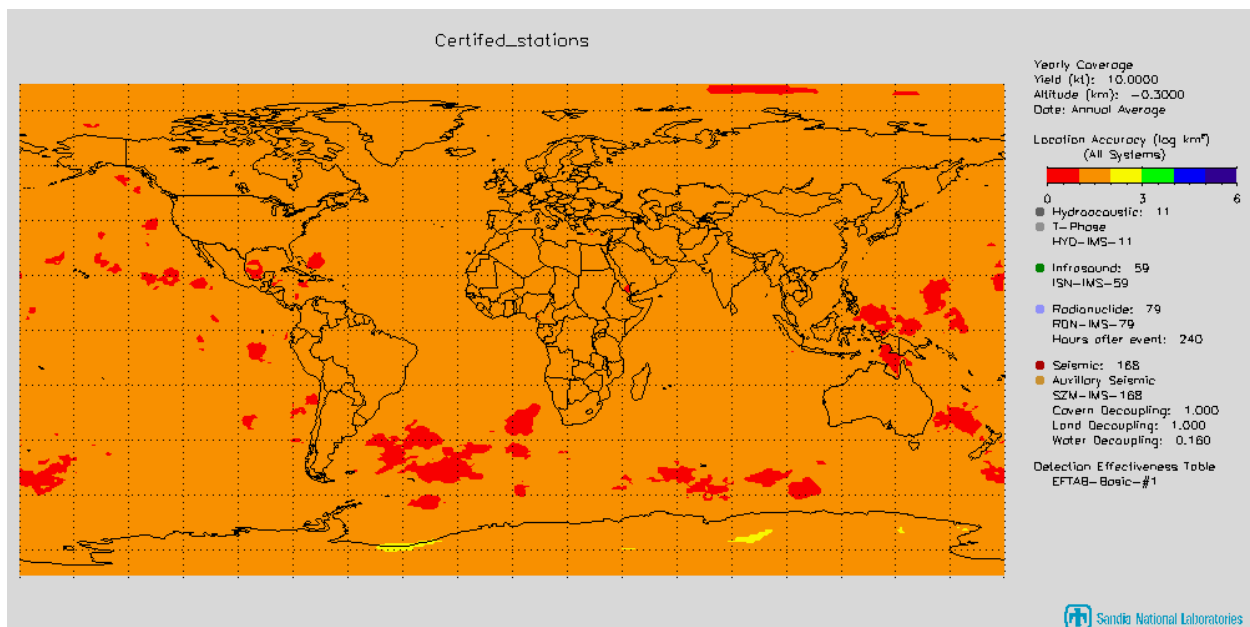 Certifed_stations
Yearly Coverage
Yield (kt): 10.0000
Altitude (km): -0.3000
Date: Annual Average
Location Accuracy (log km²)
(All Systems)
0 3 6
Hydroacoustic: 11
T-Phase
HYD-IMS-11
Infrasound: 59
ISN-IMS-59
Radionuclide: 79
RDN-IMS-79
Hours after event: 240
Seismic: 168
Auxillary Seismic
SZM-IMS-168
Cavern Decoupling: 1.000
Land Decoupling: 1.000
Water Decoupling: 0.160
Detection Effectiveness Table
EFTAB-Basic-#1
Sandia National Laboratories